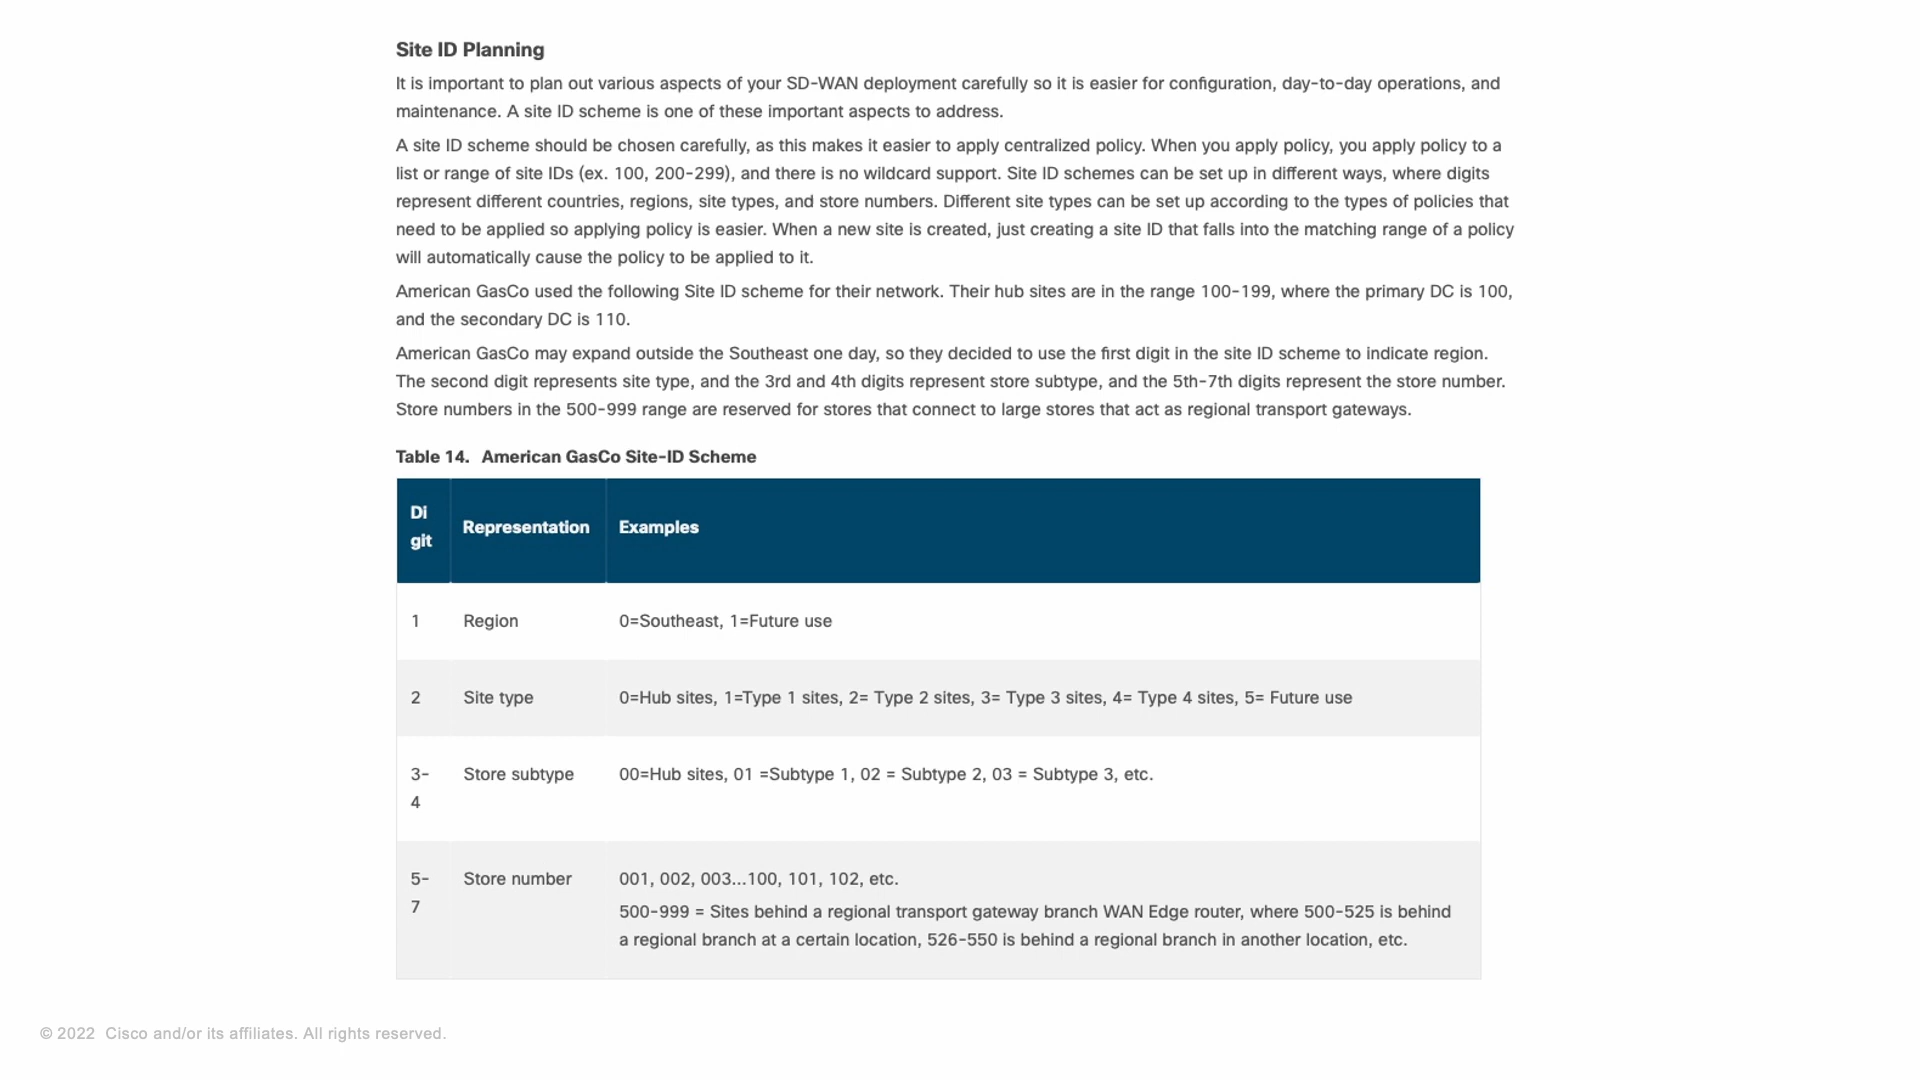 Site ID Planning
It is important to plan out various aspects of your SD-WAN deployment carefully so it is easier for configuration, day-to-day operations, and
maintenance. A site ID scheme is one of these important aspects to address.
A site ID scheme should be chosen carefully, as this makes it easier to apply centralized policy. When you apply policy, you apply policy to a
list or range of site IDs (ex. 100, 200-299), and there is no wildcard support. Site ID schemes can be set up in different ways, where digits
represent different countries, regions, site types, and store numbers. Different site types can be set up according to the types of policies that
need to be applied so applying policy is easier. When a new site is created, just creating a site ID that falls into the matching range of a policy
will automatically cause the policy to be applied to it.
American GasCo used the following Site ID scheme for their network. Their hub sites are in the range 100-199, where the primary DC is 100,
and the secondary DC is 110.
American GasCo may expand outside the Southeast one day, so they decided to use the first digit in the site ID scheme to indicate region.
The second digit represents site type, and the 3rd and 4th digits represent store subtype, and the 5th-7th digits represent the store number.
Store numbers in the 500-999 range are reserved for stores that connect to large stores that act as regional transport gateways.
Table 14. American GasCo Site-ID Scheme
Di
git
Representation
Examples
1
Region
0=Southeast, 1=Future use
2
Site type
0=Hub sites, 1=Type 1 sites, 2= Type 2 sites, 3= Type 3 sites, 4= Type 4 sites, 5= Future use
3-
4
Store subtype
00=Hub sites, 01 =Subtype 1, 02 = Subtype 2, 03 = Subtype 3, etc.
5-
7
Store number
001, 002, 003...100, 101, 102, etc.
500-999 = Sites behind a regional transport gateway branch WAN Edge router, where 500-525 is behind
a regional branch at a certain location, 526-550 is behind a regional branch in another location, etc.
© 2022 Cisco and/or its affiliates. All rights reserved.